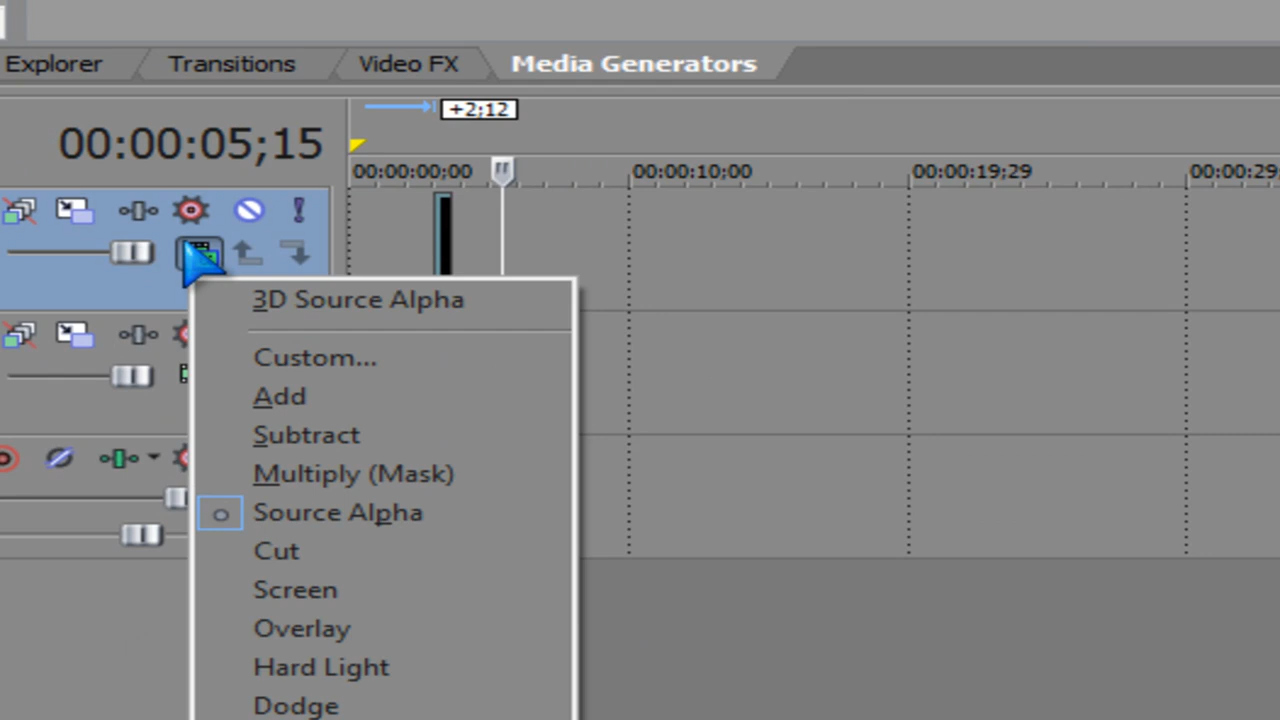 Explorer Transitions Video FX Media Generators
+2;12
00:00:05;15
00:00:00;00 00:00:10;00 00:00:19;29 00:00:29;
3D Source Alpha
Custom...
Add
Subtract
Multiply (Mask)
Source Alpha
Cut
Screen
Overlay
Hard Light
Dodge